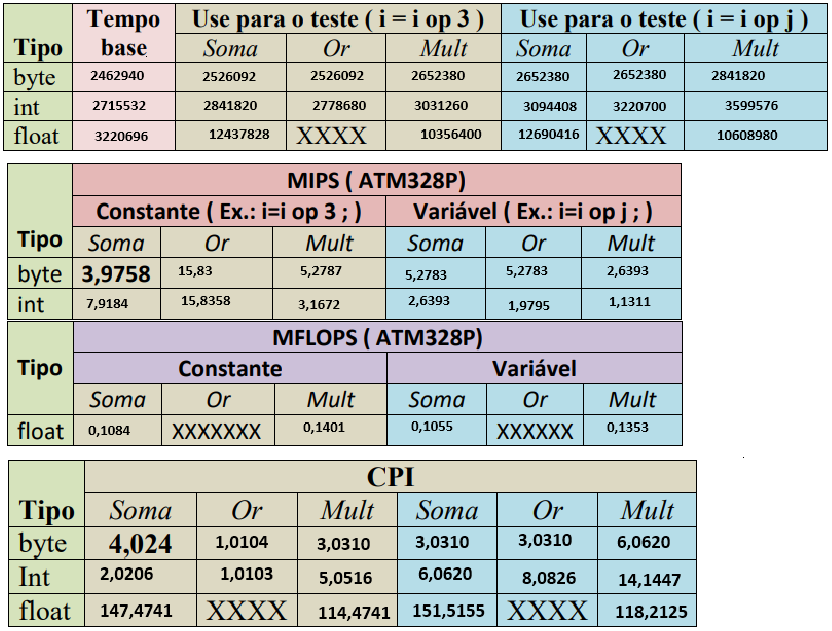 Tempo base Use para o teste ( i = i op 3 ) Use para o teste ( i = i op j )
Tipo Soma Or Mult Soma Or Mult
byte 2462940 2526092 2526092 2652380 2652380 2652380 2841820
int 2715532 2841820 2778680 3031260 3094408 3220700 3599576
float 3220696 12437828 XXXX 10356400 12690416 XXXX 10608980
MIPS ( ATM328P)
Constante ( Ex.: i=i op 3 ; ) Variável ( Ex.: i=i op j ; )
Tipo Soma Or Mult Soma Or Mult
byte 3,9758 15,83 5,2787 5,2783 5,2783 2,6393
int 7,9184 15,8358 3,1672 2,6393 1,9795 1,1311
MFLOPS ( ATM328P)
Tipo Constante Variável
Soma Or Mult Soma Or Mult
float 0,1084 XXXXXXX 0,1401 0,1055 XXXXXX 0,1353
CPI
Tipo Soma Or Mult Soma Or Mult
byte 4,024 1,0104 3,0310 3,0310 3,0310 6,0620
Int 2,0206 1,0103 5,0516 6,0620 8,0826 14,1447
float 147,4741 XXXX 114,4741 151,5155 XXXX 118,2125